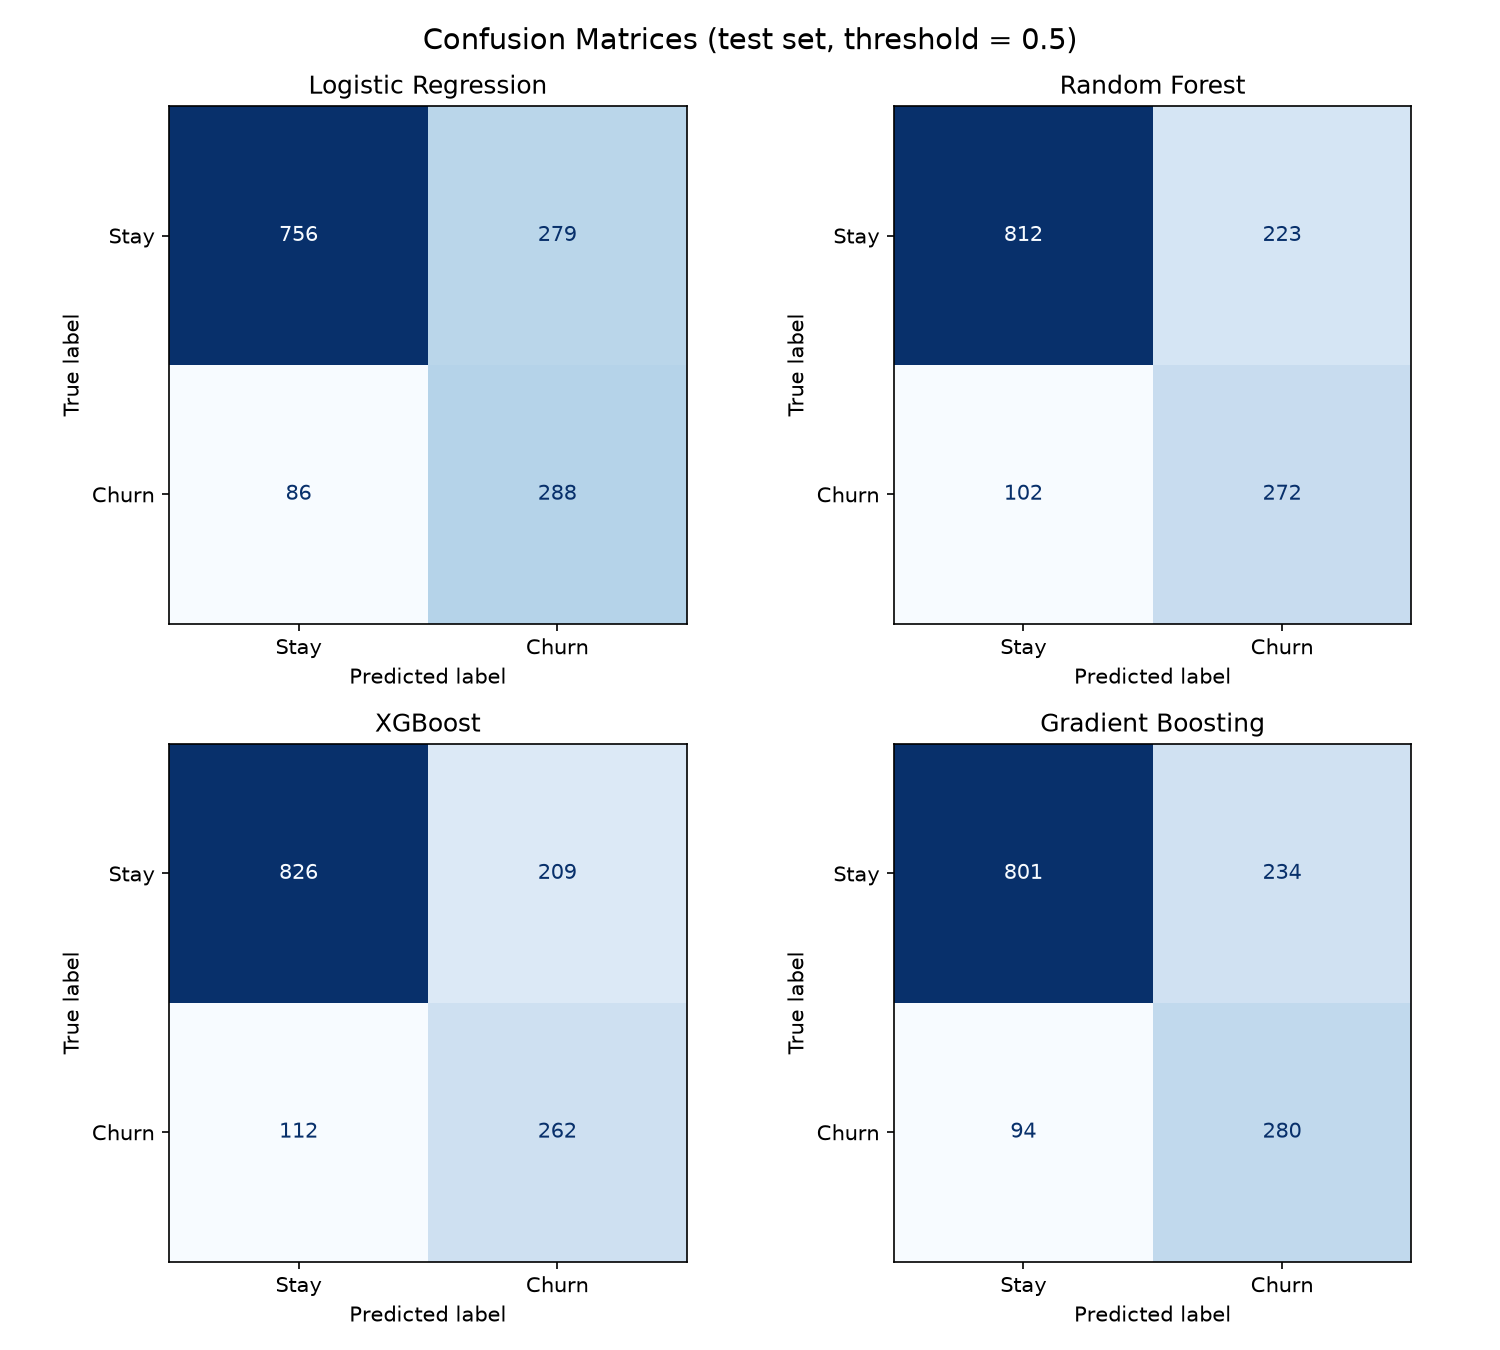 Confusion Matrices (test set, threshold = 0.5)
Logistic Regression
True label
Stay
756
279
Churn
86
288
Stay
Churn
Predicted label
Random Forest
True label
Stay
812
223
Churn
102
272
Stay
Churn
Predicted label
XGBoost
True label
Stay
826
209
Churn
112
262
Stay
Churn
Predicted label
Gradient Boosting
True label
Stay
801
234
Churn
94
280
Stay
Churn
Predicted label